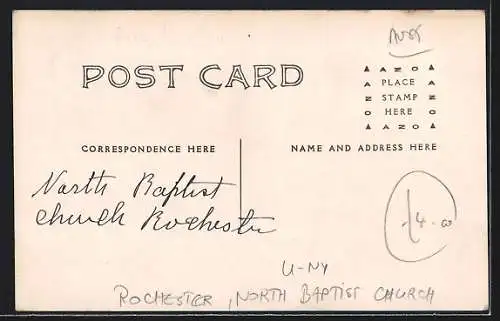 POST CARD
▲ AZO ▲
PLACE
STAMP
HERE
▲ AZO ▲
CORRESPONDENCE HERE
NAME AND ADDRESS HERE
North Baptist
Church Rochester
U-NY
ROCHESTER, NORTH BAPTIST CHURCH